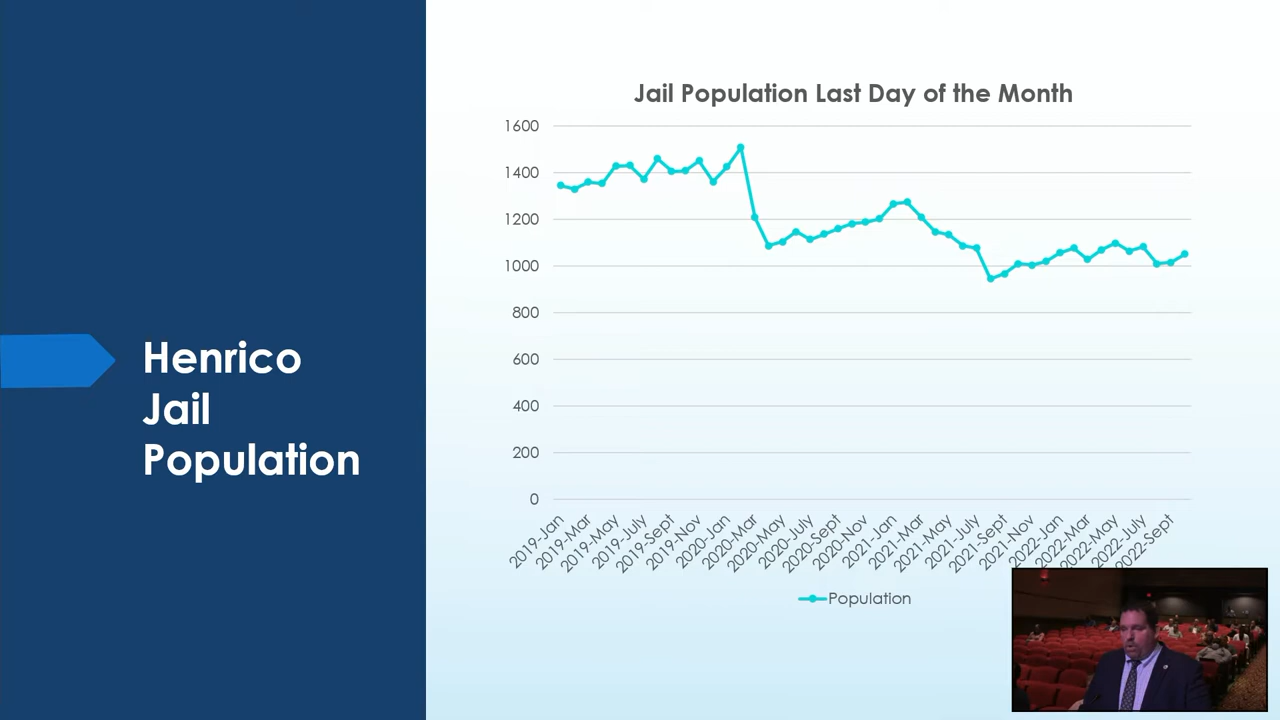 Henrico
Jail
Population
Jail Population Last Day of the Month
1600
1400
1200
1000
800
600
400
200
0
2019-Jan
2019-Mar
2019-May
2019-July
2019-Sept
2019-Nov
2020-Jan
2020-Mar
2020-May
2020-July
2020-Sept
2020-Nov
2021-Jan
2021-Mar
2021-May
2021-July
2021-Sept
2021-Nov
2022-Jan
2022-Mar
2022-May
2022-July
2022-Sept
Population